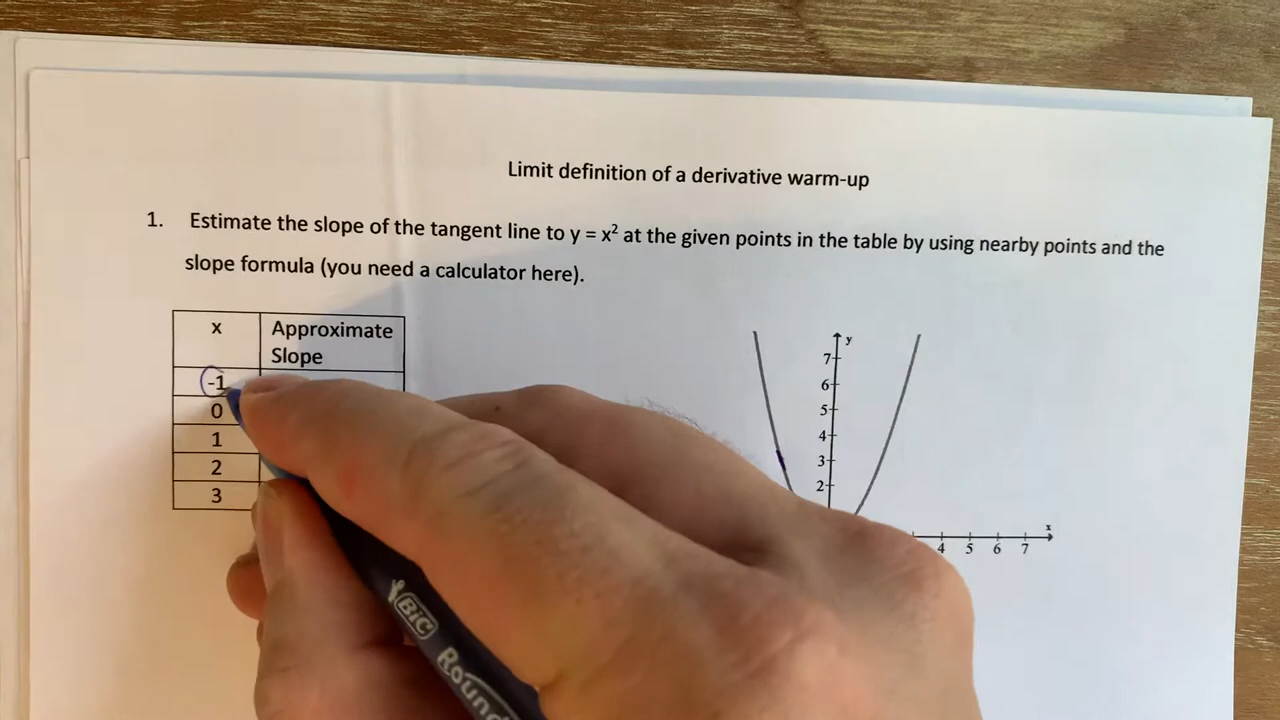 Limit definition of a derivative warm-up
1. Estimate the slope of the tangent line to y = x² at the given points in the table by using nearby points and the
slope formula (you need a calculator here).
x Approximate
Slope
-1
0
1
2
3
y
7
6
5
4
3
2
x
4 5 6 7
BiC
Round